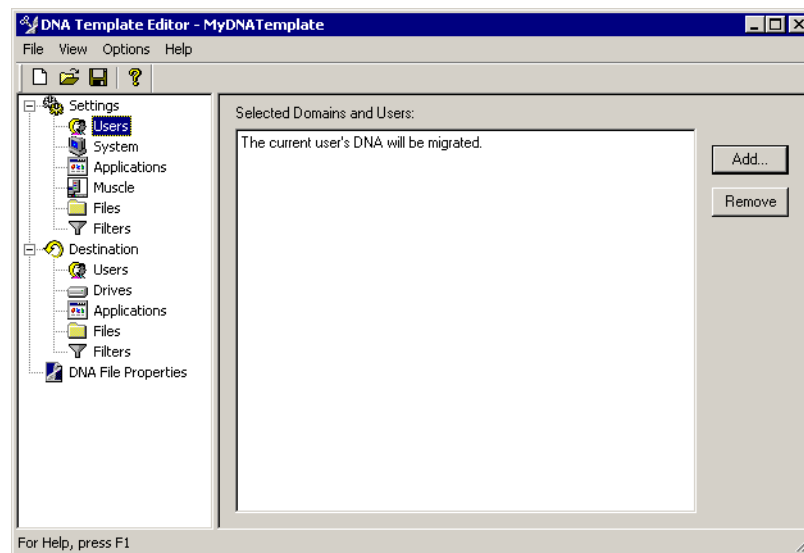 DNA Template Editor - MyDNATemplate
File View Options Help
Settings
Users
System
Applications
Muscle
Files
Filters
Destination
Users
Drives
Applications
Files
Filters
DNA File Properties
Selected Domains and Users:
The current user's DNA will be migrated.
Add...
Remove
For Help, press F1